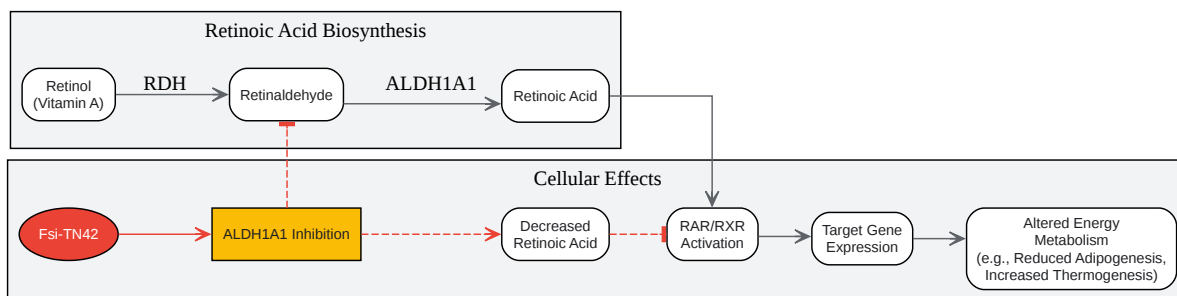 Retinoic Acid Biosynthesis
Retinol
(Vitamin A)
RDH
Retinaldehyde
ALDH1A1
Retinoic Acid
Cellular Effects
Fsi-TN42
ALDH1A1 Inhibition
Decreased
Retinoic Acid
RAR/RXR
Activation
Target Gene
Expression
Altered Energy
Metabolism
(e.g., Reduced Adipogenesis,
Increased Thermogenesis)